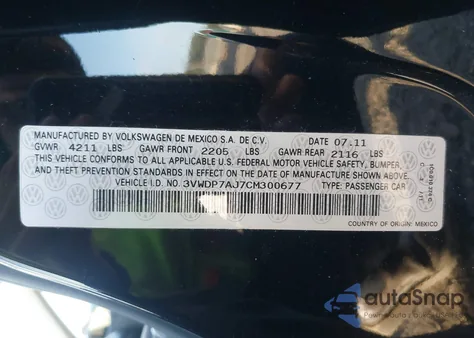 MANUFACTURED BY VOLKSWAGEN DE MEXICO S.A. DE C.V. DATE 07.11
GVWR 4211 LBS GAWR FRONT 2205 LBS GAWR REAR 2116 LBS
THIS VEHICLE CONFORMS TO ALL APPLICABLE U.S. FEDERAL MOTOR VEHICLE SAFETY, BUMPER,
AND THEFT PREVENTION STANDARDS IN EFFECT ON THE DATE OF MANUFACTURE SHOWN ABOVE.
VEHICLE I.D. NO. 3VWDP7AJ7CM300677 TYPE: PASSENGER CAR
COUNTRY OF ORIGIN: MEXICO
autoSnap